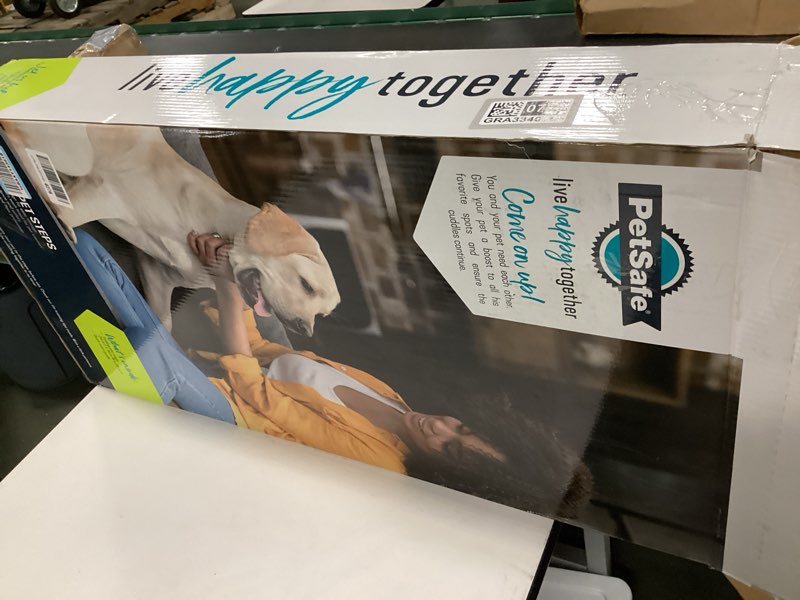 live happy together
GRA3346
PetSafe®
live happy together
Come on up!
You and your pet need each other.
Give your pet a boost to all his
favorite spots and ensure the
cuddles continue.
PET STEPS